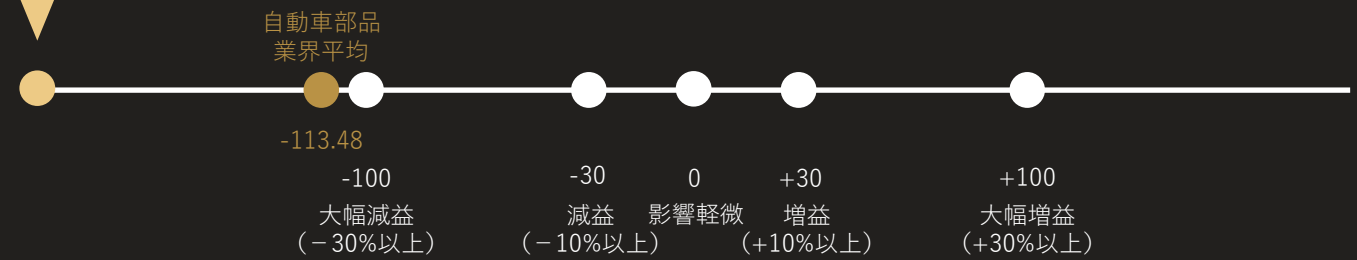 自動車部品
業界平均
-113.48
-100
大幅減益
（－30%以上）
-30
減益
（－10%以上）
0
影響軽微
+30
増益
（+10%以上）
+100
大幅増益
（+30%以上）